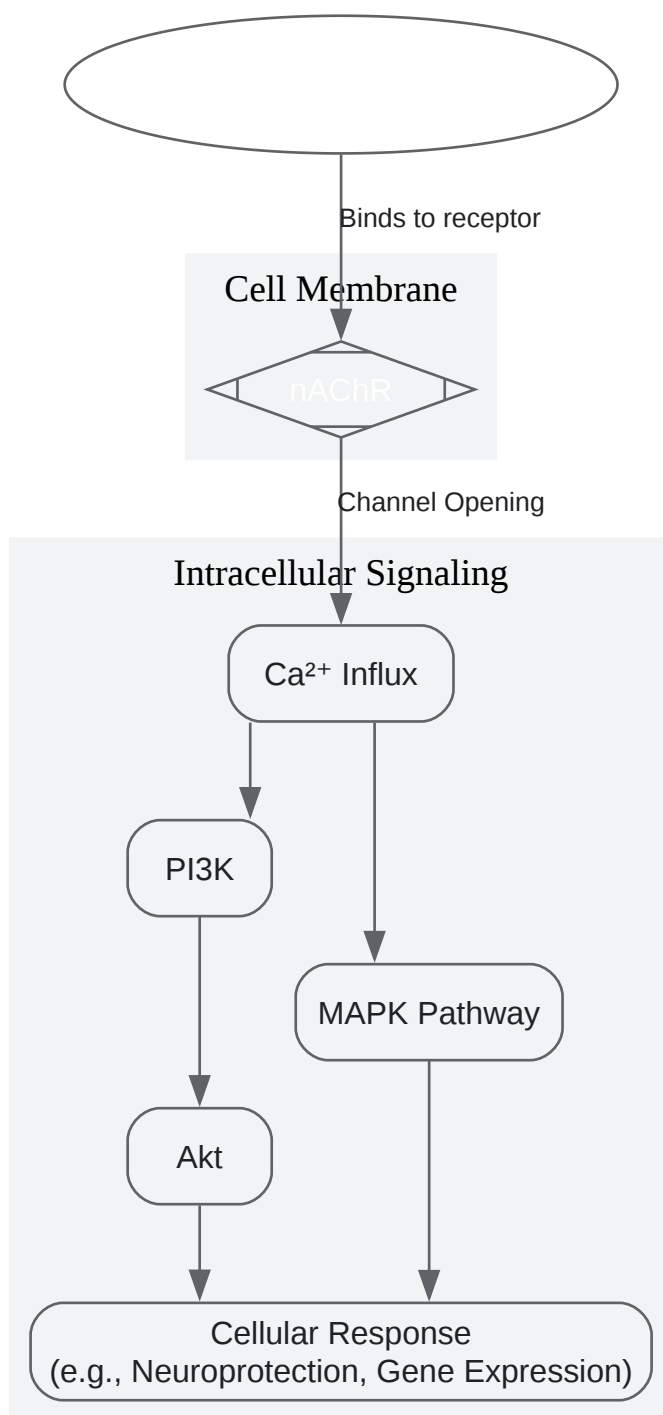 Binds to receptor
Cell Membrane
nAChR
Channel Opening
Intracellular Signaling
Ca²⁺ Influx
PI3K
MAPK Pathway
Akt
Cellular Response
(e.g., Neuroprotection, Gene Expression)